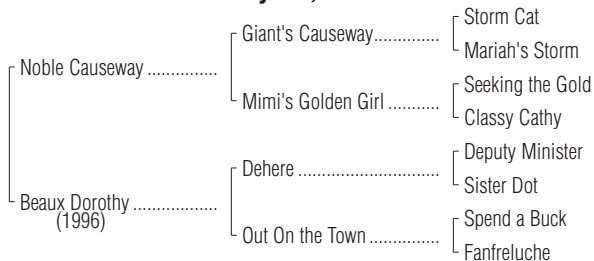 Storm Cat
Giant's Causeway...............
Mariah's Storm
Noble Causeway ...............
Seeking the Gold
Mimi's Golden Girl ...........
Classy Cathy
Deputy Minister
Dehere ..............................
Sister Dot
Beaux Dorothy ..................
(1996)
Spend a Buck
Out On the Town ...............
Fanfreluche